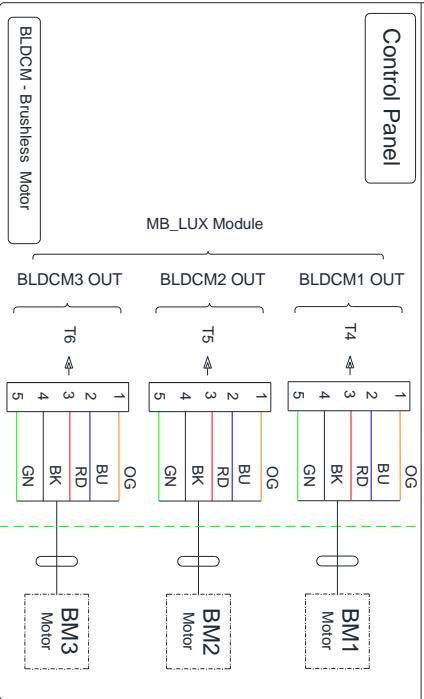 Control Panel
BLDCM - Brushless Motor
MB_LUX Module
BLDCM1 OUT
T4
1 OG
2 BU
3 RD
4 BK
5 GN
BM1
Motor
BLDCM2 OUT
T5
1 OG
2 BU
3 RD
4 BK
5 GN
BM2
Motor
BLDCM3 OUT
T6
1 OG
2 BU
3 RD
4 BK
5 GN
BM3
Motor